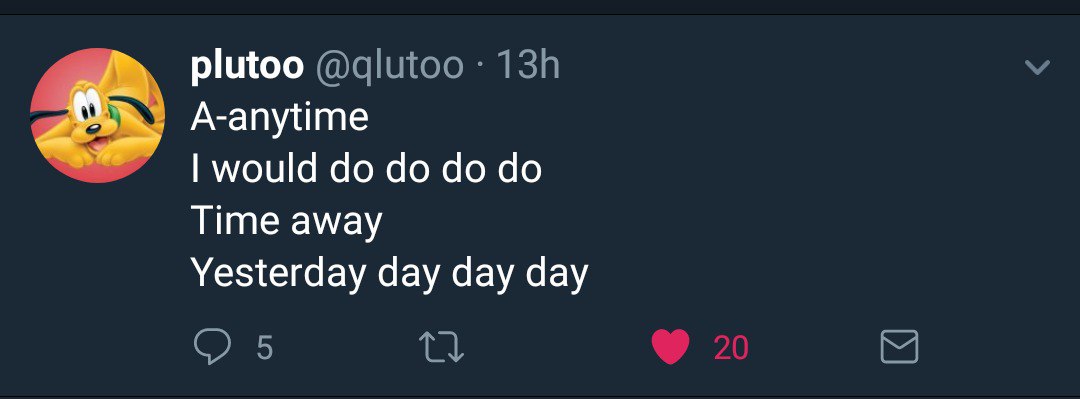 plutoo @qlutoo · 13h
A-anytime
I would do do do do
Time away
Yesterday day day day
5 20